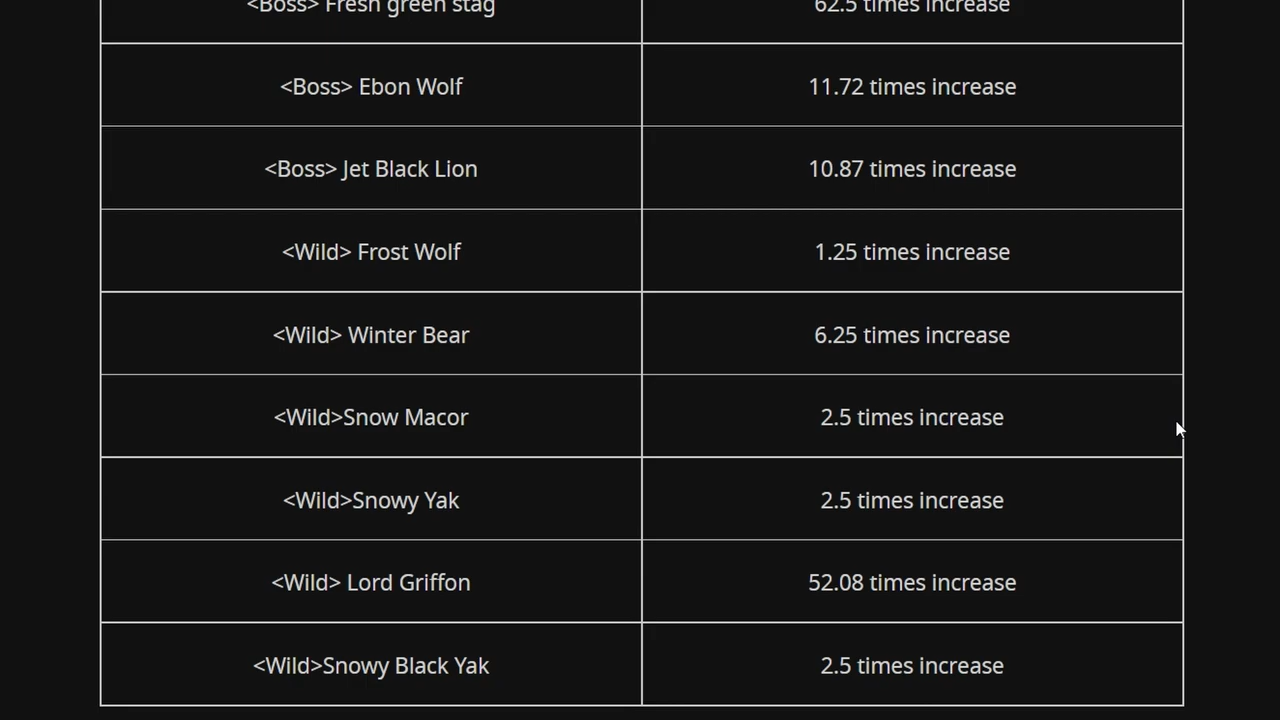 <Boss> Fresh green stag 62.5 times increase
<Boss> Ebon Wolf 11.72 times increase
<Boss> Jet Black Lion 10.87 times increase
<Wild> Frost Wolf 1.25 times increase
<Wild> Winter Bear 6.25 times increase
<Wild>Snow Macor 2.5 times increase
<Wild>Snowy Yak 2.5 times increase
<Wild> Lord Griffon 52.08 times increase
<Wild>Snowy Black Yak 2.5 times increase